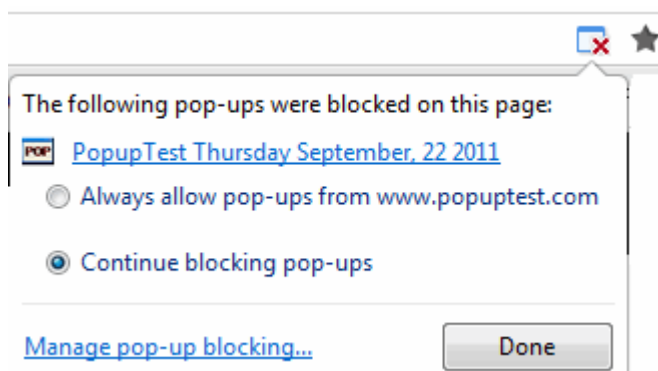 The following pop-ups were blocked on this page:
POP PopupTest Thursday September, 22 2011
Always allow pop-ups from www.popuptest.com
Continue blocking pop-ups
Manage pop-up blocking... Done